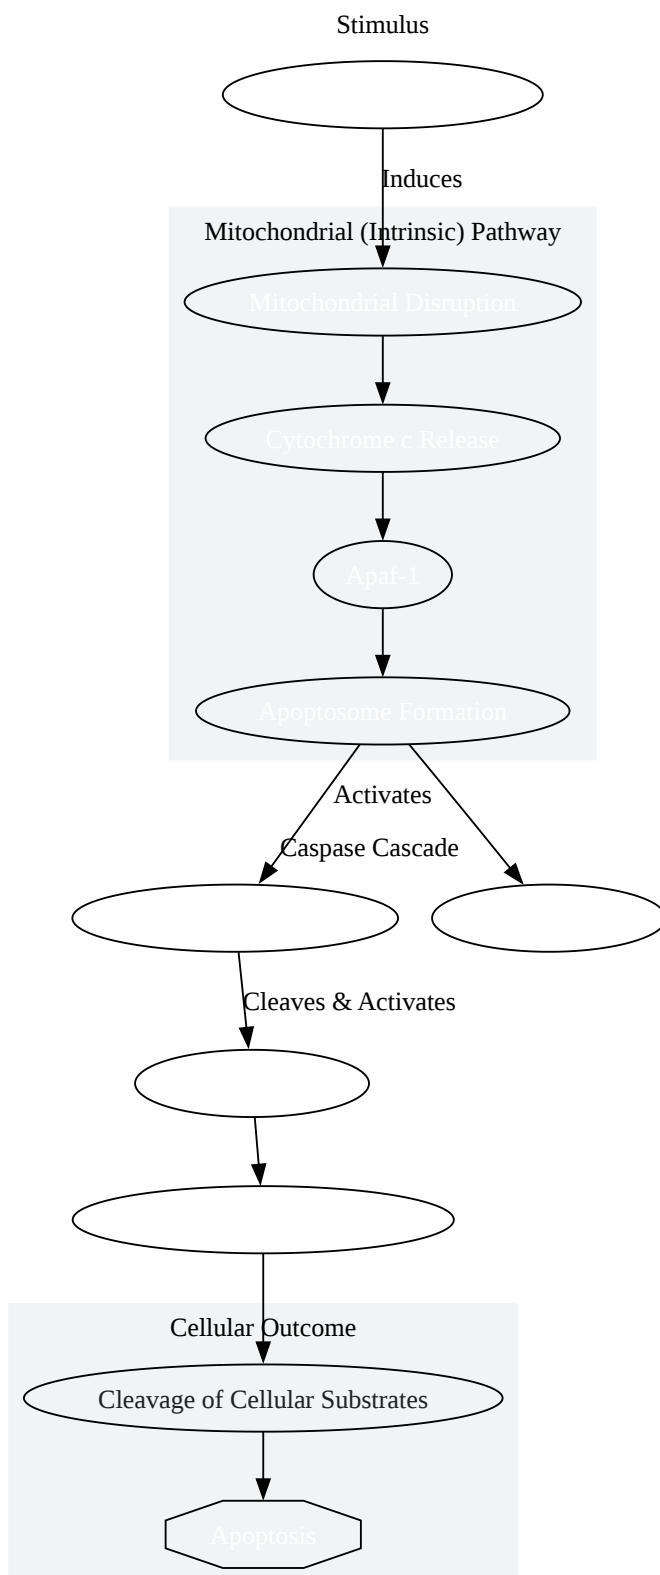 Stimulus
Induces
Mitochondrial (Intrinsic) Pathway
Mitochondrial Disruption
Cytochrome c Release
Apaf-1
Apoptosome Formation
Activates
Caspase Cascade
Cleaves & Activates
Cellular Outcome
Cleavage of Cellular Substrates
Apoptosis